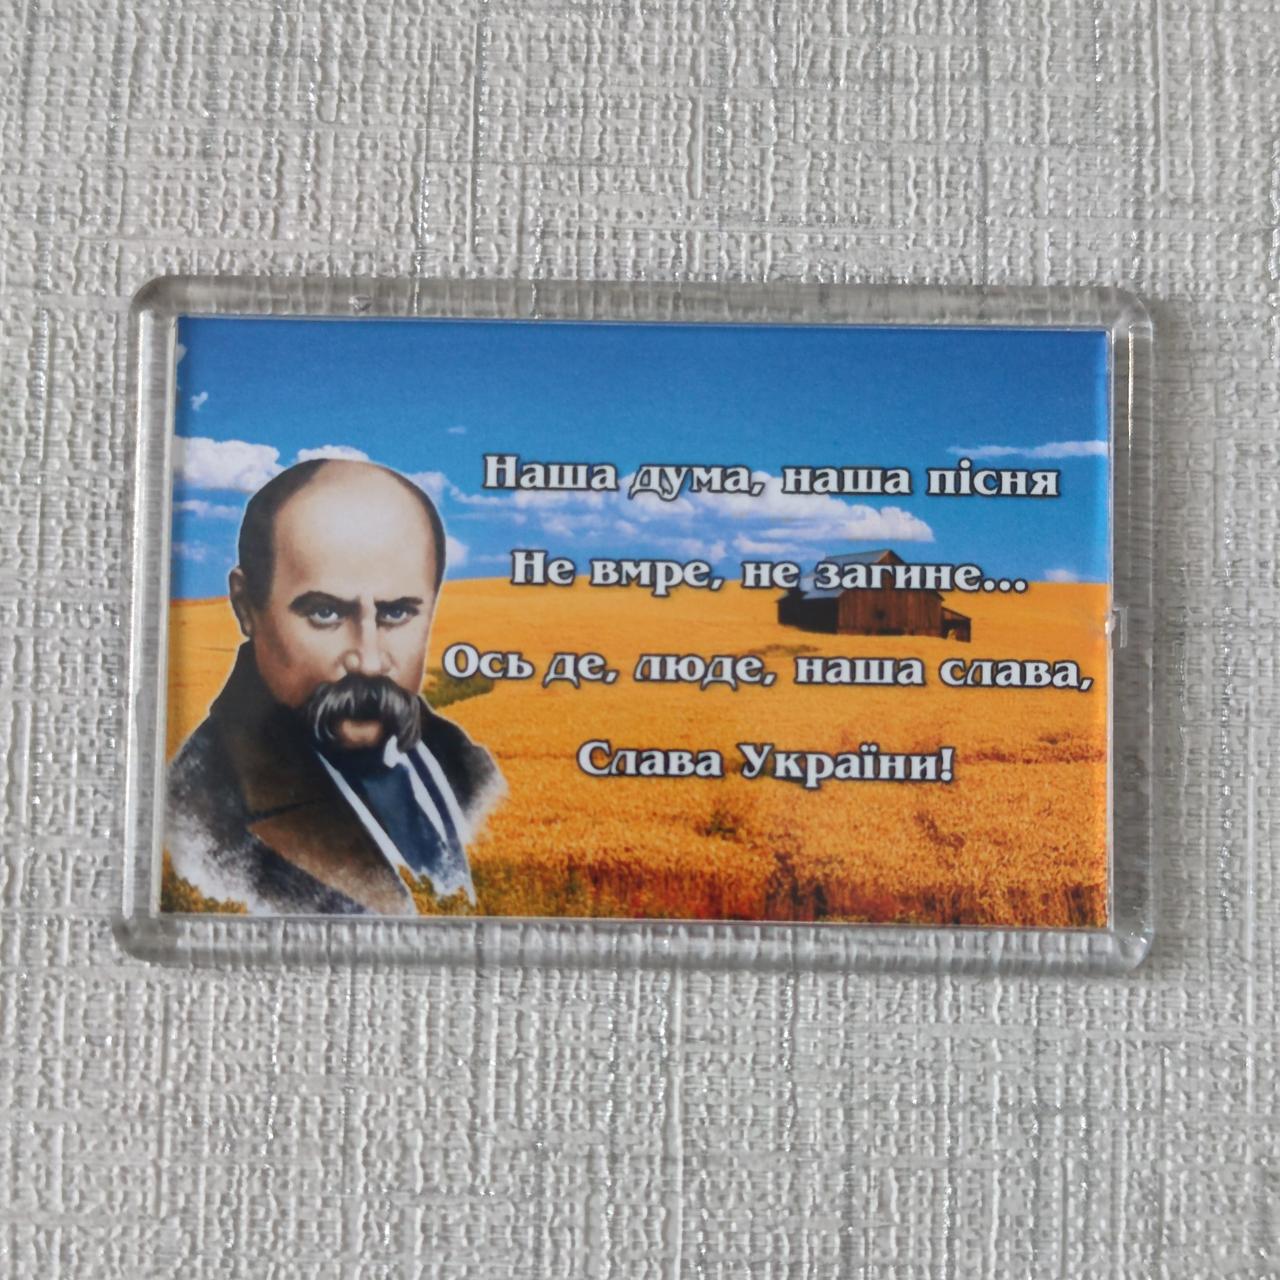 Наша дума, наша пісня
Не вмре, не загине...
Ось де, люде, наша слава,
Слава України!